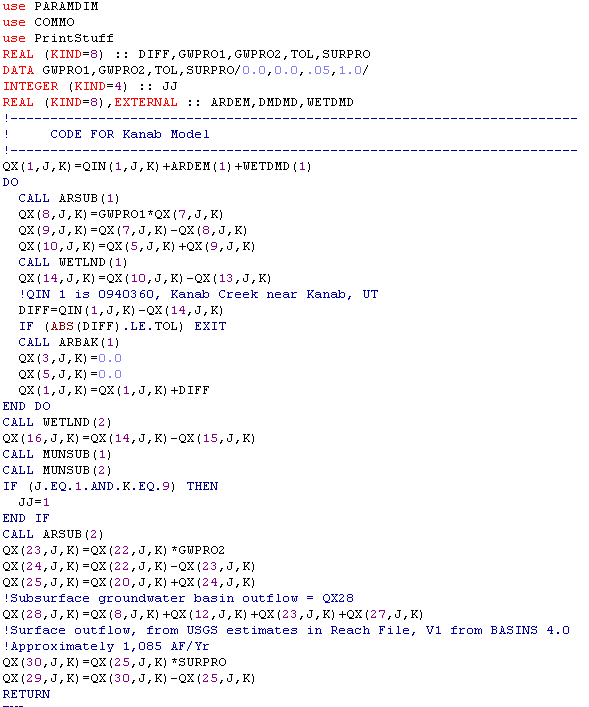 use PARAMDIM
use COMMO
use PrintStuff
REAL (KIND=8) :: DIFF,GWPRO1,GWPRO2,TOL,SURPRO
DATA GWPRO1,GWPRO2,TOL,SURPRO/0.0,0.0,.05,1.0/
INTEGER (KIND=4) :: JJ
REAL (KIND=8),EXTERNAL :: ARDEM,DMDMD,WETDMD
!----------------------------------------------------------------------
!     CODE FOR Kanab Model
!----------------------------------------------------------------------
QX(1,J,K)=QIN(1,J,K)+ARDEM(1)+WETDMD(1)
DO
  CALL ARSUB(1)
  QX(8,J,K)=GWPRO1*QX(7,J,K)
  QX(9,J,K)=QX(7,J,K)-QX(8,J,K)
  QX(10,J,K)=QX(5,J,K)+QX(9,J,K)
  CALL WETLND(1)
  QX(14,J,K)=QX(10,J,K)-QX(13,J,K)
  !QIN 1 is 0940360, Kanab Creek near Kanab, UT
  DIFF=QIN(1,J,K)-QX(14,J,K)
  IF (ABS(DIFF).LE.TOL) EXIT
  CALL ARBAK(1)
  QX(3,J,K)=0.0
  QX(5,J,K)=0.0
  QX(1,J,K)=QX(1,J,K)+DIFF
END DO
CALL WETLND(2)
QX(16,J,K)=QX(14,J,K)-QX(15,J,K)
CALL MUNSUB(1)
CALL MUNSUB(2)
IF (J.EQ.1.AND.K.EQ.9) THEN
  JJ=1
END IF
CALL ARSUB(2)
QX(23,J,K)=QX(22,J,K)*GWPRO2
QX(24,J,K)=QX(22,J,K)-QX(23,J,K)
QX(25,J,K)=QX(20,J,K)+QX(24,J,K)
!Subsurface groundwater basin outflow = QX28
QX(28,J,K)=QX(8,J,K)+QX(12,J,K)+QX(23,J,K)+QX(27,J,K)
!Surface outflow, from USGS estimates in Reach File, V1 from BASINS 4.0
!Approximately 1,085 AF/Yr
QX(30,J,K)=QX(25,J,K)*SURPRO
QX(29,J,K)=QX(30,J,K)-QX(25,J,K)
RETURN